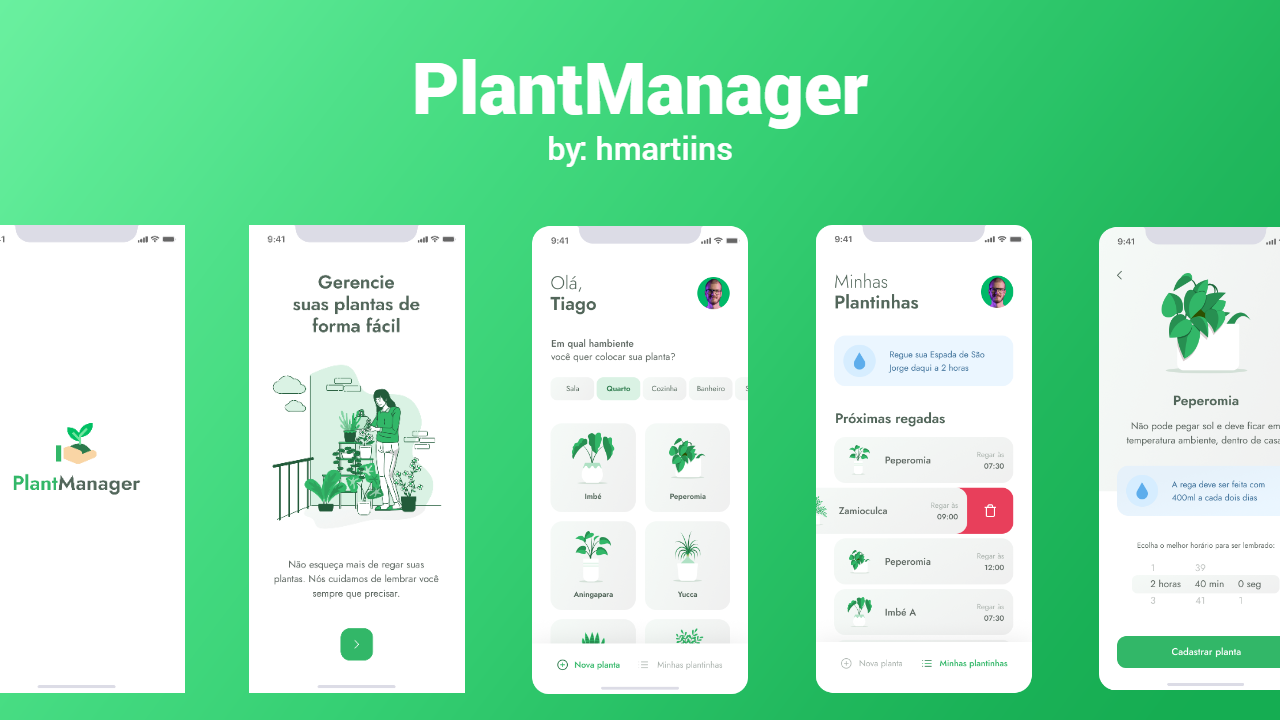 PlantManager
by: hmartiins
PlantManager
9:41
Gerencie
suas plantas de
forma fácil
Não esqueça mais de regar suas
plantas. Nós cuidamos de lembrar você
sempre que precisar.
9:41
Olá,
Tiago
Em qual hambiente
você quer colocar sua planta?
Sala Quarto Cozinha Banheiro
Imbé Peperomia
Aningapara Yucca
Nova planta Minhas plantinhas
9:41
Minhas
Plantinhas
Regue sua Espada de São
Jorge daqui a 2 horas
Próximas regadas
Peperomia Regar às
07:30
Zamioculca Regar às
09:00
Peperomia Regar às
12:00
Imbé A Regar às
07:30
Nova planta Minhas plantinhas
9:41
Peperomia
Não pode pegar sol e deve ficar em
temperatura ambiente, dentro de
A rega deve ser feita com
400ml a cada dois dias
Ecolha o melhor horário para ser lembrado:
1 39
2 horas 40 min 0 seg
3 41 1
Cadastrar planta